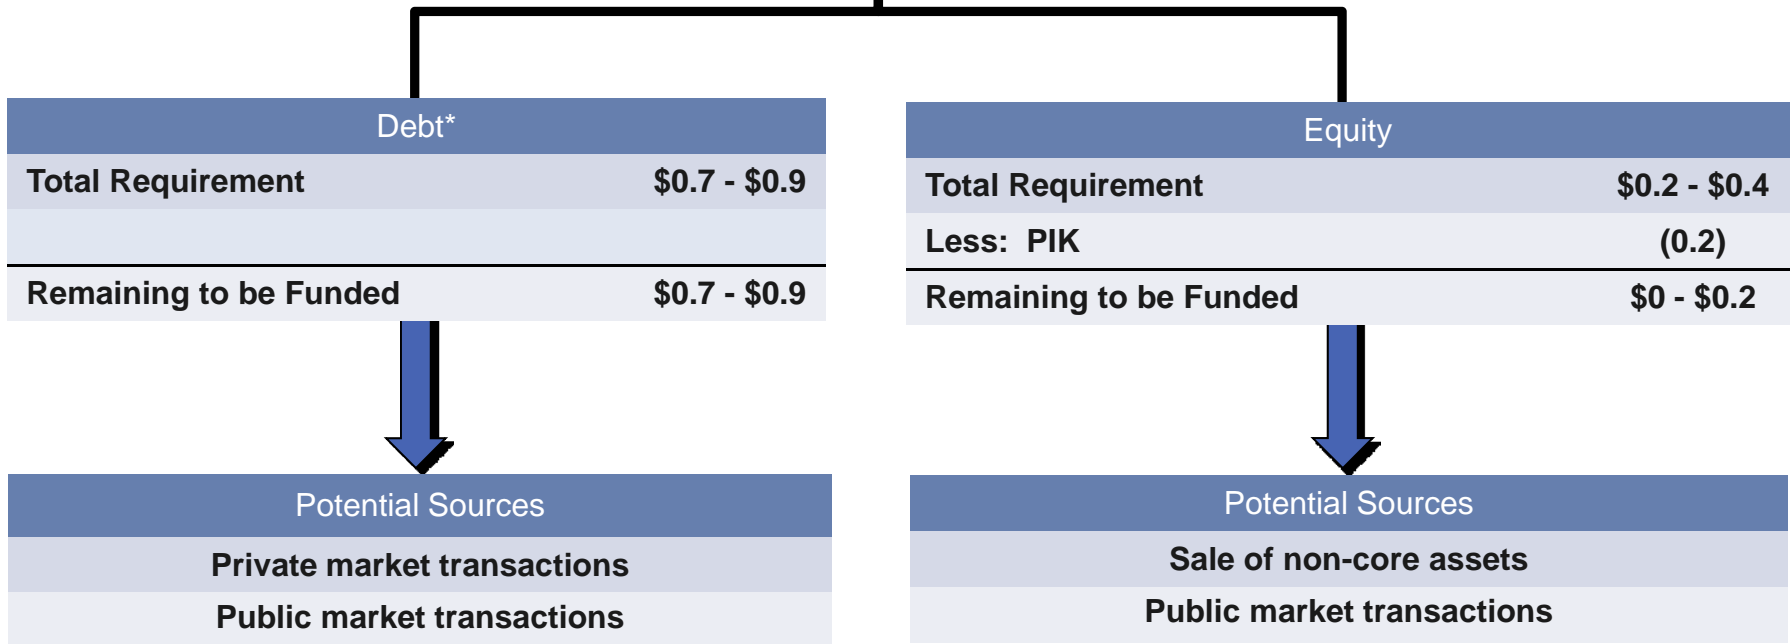 Debt*
Total Requirement $0.7 - $0.9
Remaining to be Funded $0.7 - $0.9
Equity
Total Requirement $0.2 - $0.4
Less: PIK (0.2)
Remaining to be Funded $0 - $0.2
Potential Sources
Private market transactions
Public market transactions
Potential Sources
Sale of non-core assets
Public market transactions